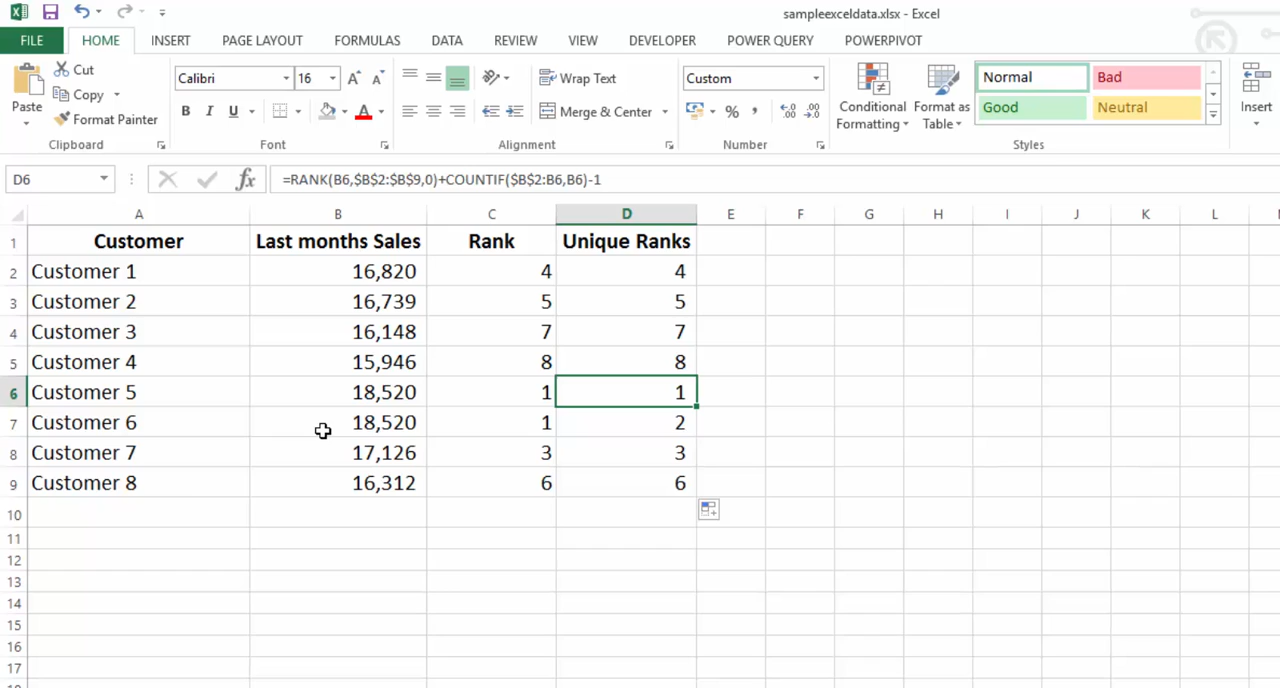 sampleexceldata.xlsx - Excel
FILE HOME INSERT PAGE LAYOUT FORMULAS DATA REVIEW VIEW DEVELOPER POWER QUERY POWERPIVOT
Paste
Cut
Copy
Format Painter
Clipboard
Calibri 16
B I U
Font
Wrap Text
Merge & Center
Alignment
Custom
%
Number
Conditional Formatting
Format as Table
Normal Bad
Good Neutral
Styles
Insert
D6 fx =RANK(B6,$B$2:$B$9,0)+COUNTIF($B$2:B6,B6)-1
A B C D E F G H I J K L
1 Customer Last months Sales Rank Unique Ranks
2 Customer 1 16,820 4 4
3 Customer 2 16,739 5 5
4 Customer 3 16,148 7 7
5 Customer 4 15,946 8 8
6 Customer 5 18,520 1 1
7 Customer 6 18,520 1 2
8 Customer 7 17,126 3 3
9 Customer 8 16,312 6 6
10
11
12
13
14
15
16
17